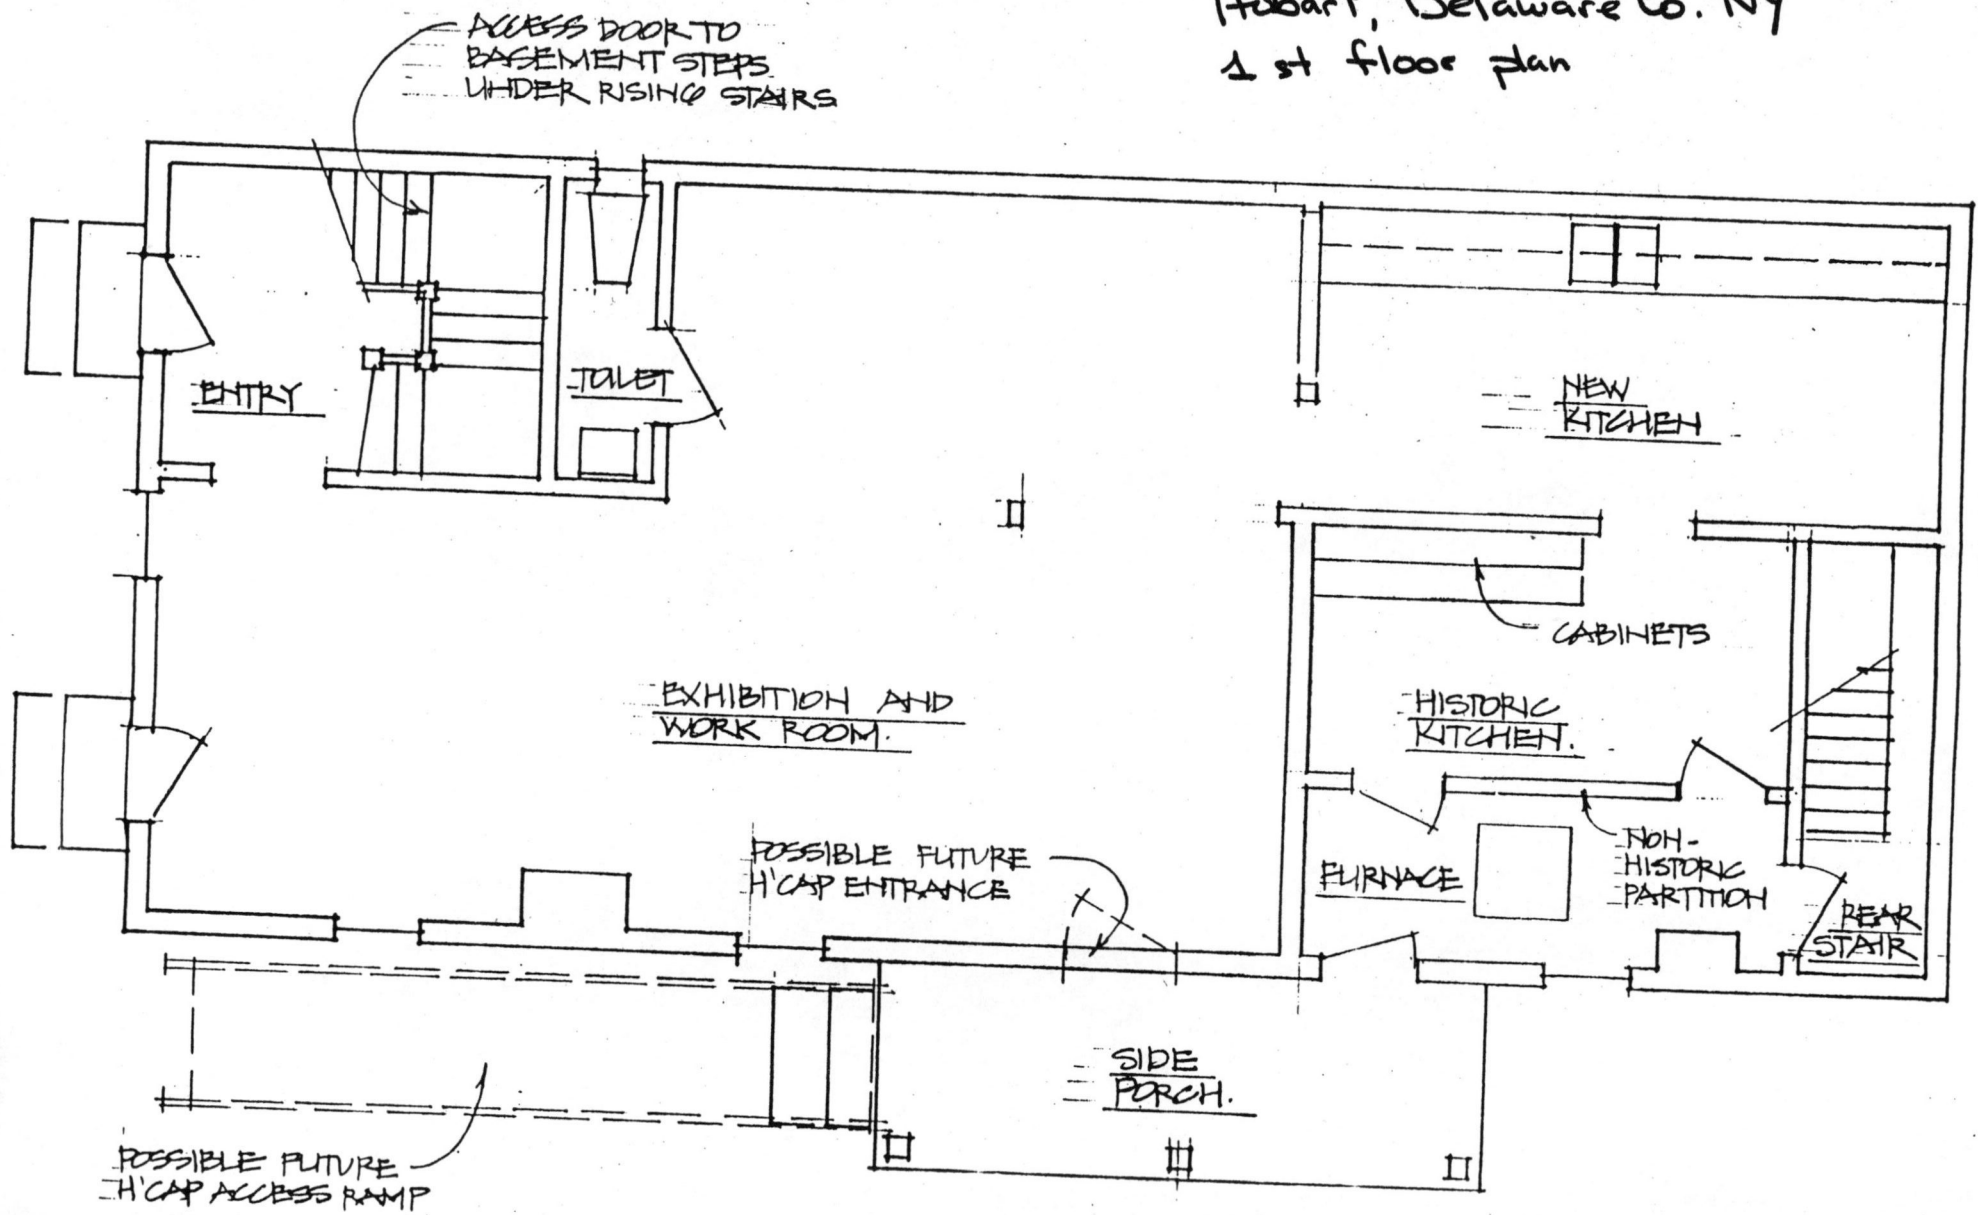 Hobart, Delaware Co. NY
1 st floor plan
ACCESS DOOR TO
BASEMENT STEPS
UNDER RISING STAIRS
ENTRY
TOILET
NEW
KITCHEN
CABINETS
EXHIBITION AND
WORK ROOM.
HISTORIC
KITCHEN.
POSSIBLE FUTURE
H'CAP ENTRANCE
FURNACE
NON-
HISTORIC
PARTITION
REAR
STAIR
SIDE
PORCH.
POSSIBLE FUTURE
H'CAP ACCESS RAMP